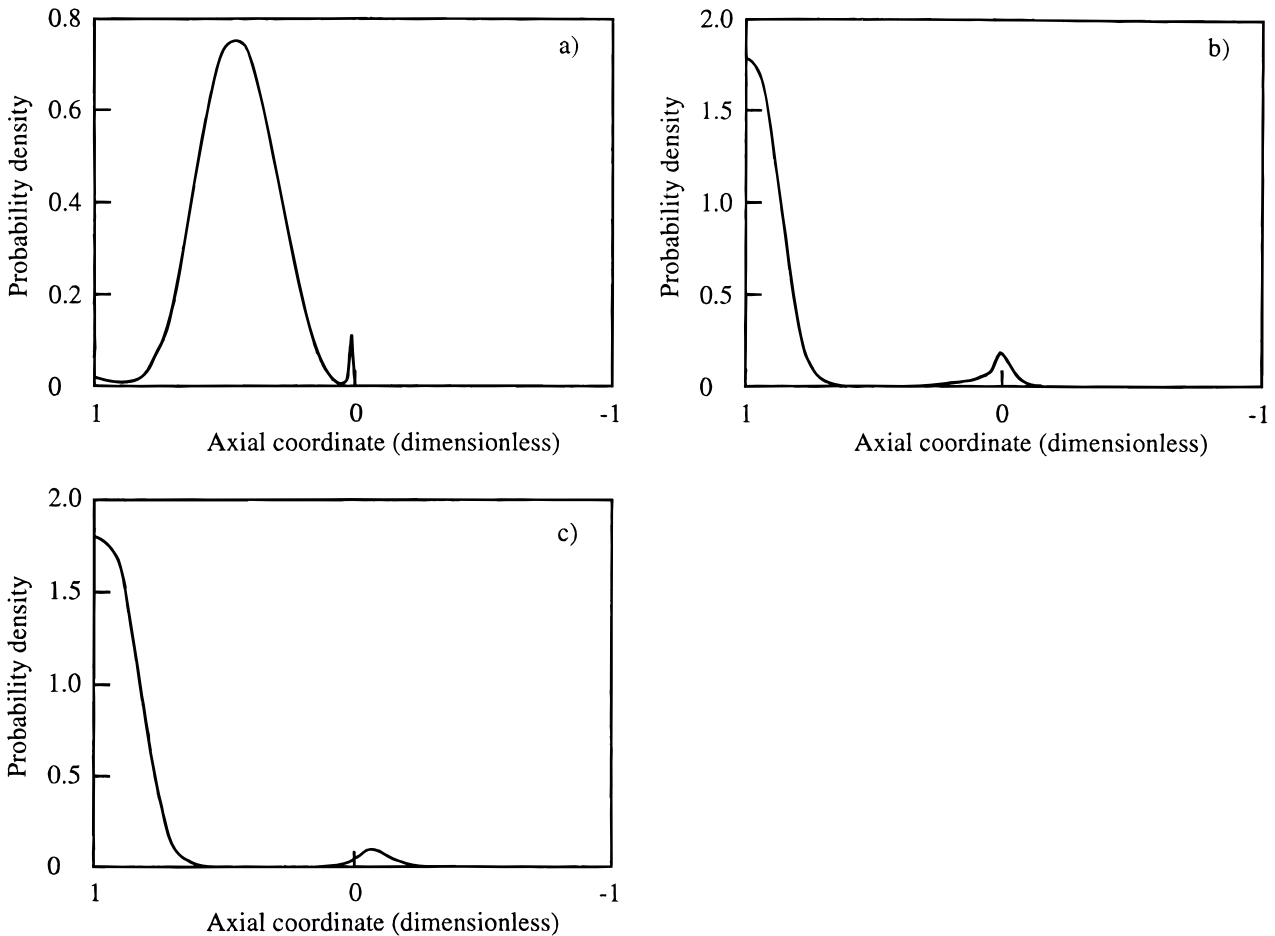 a)
Probability density
0.8
0.6
0.4
0.2
0
1 0 -1
Axial coordinate (dimensionless)
b)
Probability density
2.0
1.5
1.0
0.5
0
1 0 -1
Axial coordinate (dimensionless)
c)
Probability density
2.0
1.5
1.0
0.5
0
1 0 -1
Axial coordinate (dimensionless)